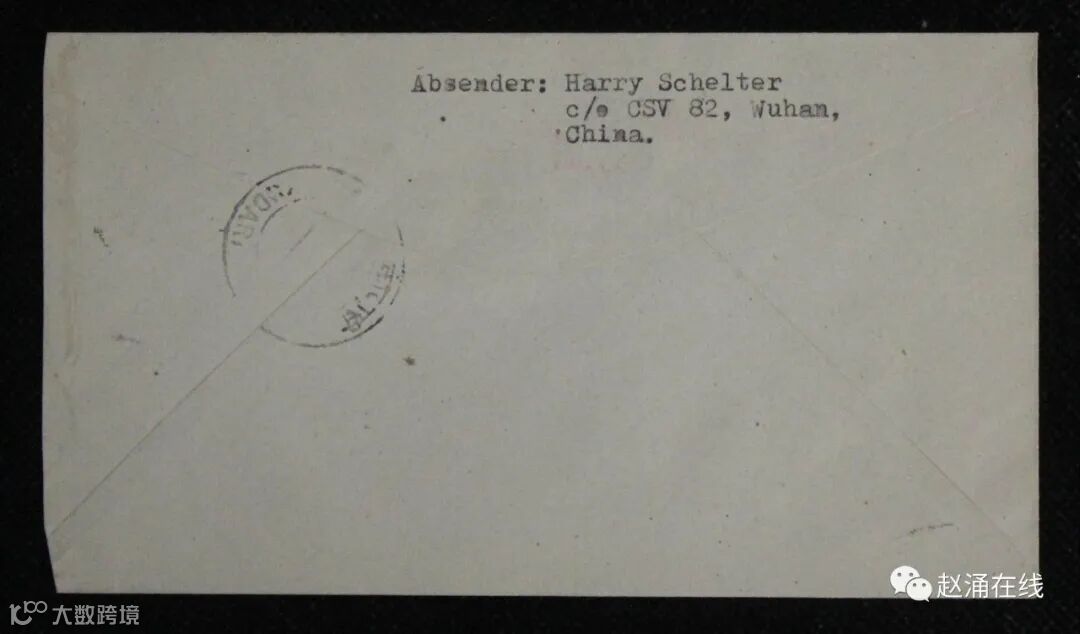 Absender: Harry Schelter
c/o CSV 82, Wuhan,
China.
赵涌在线
大数跨境